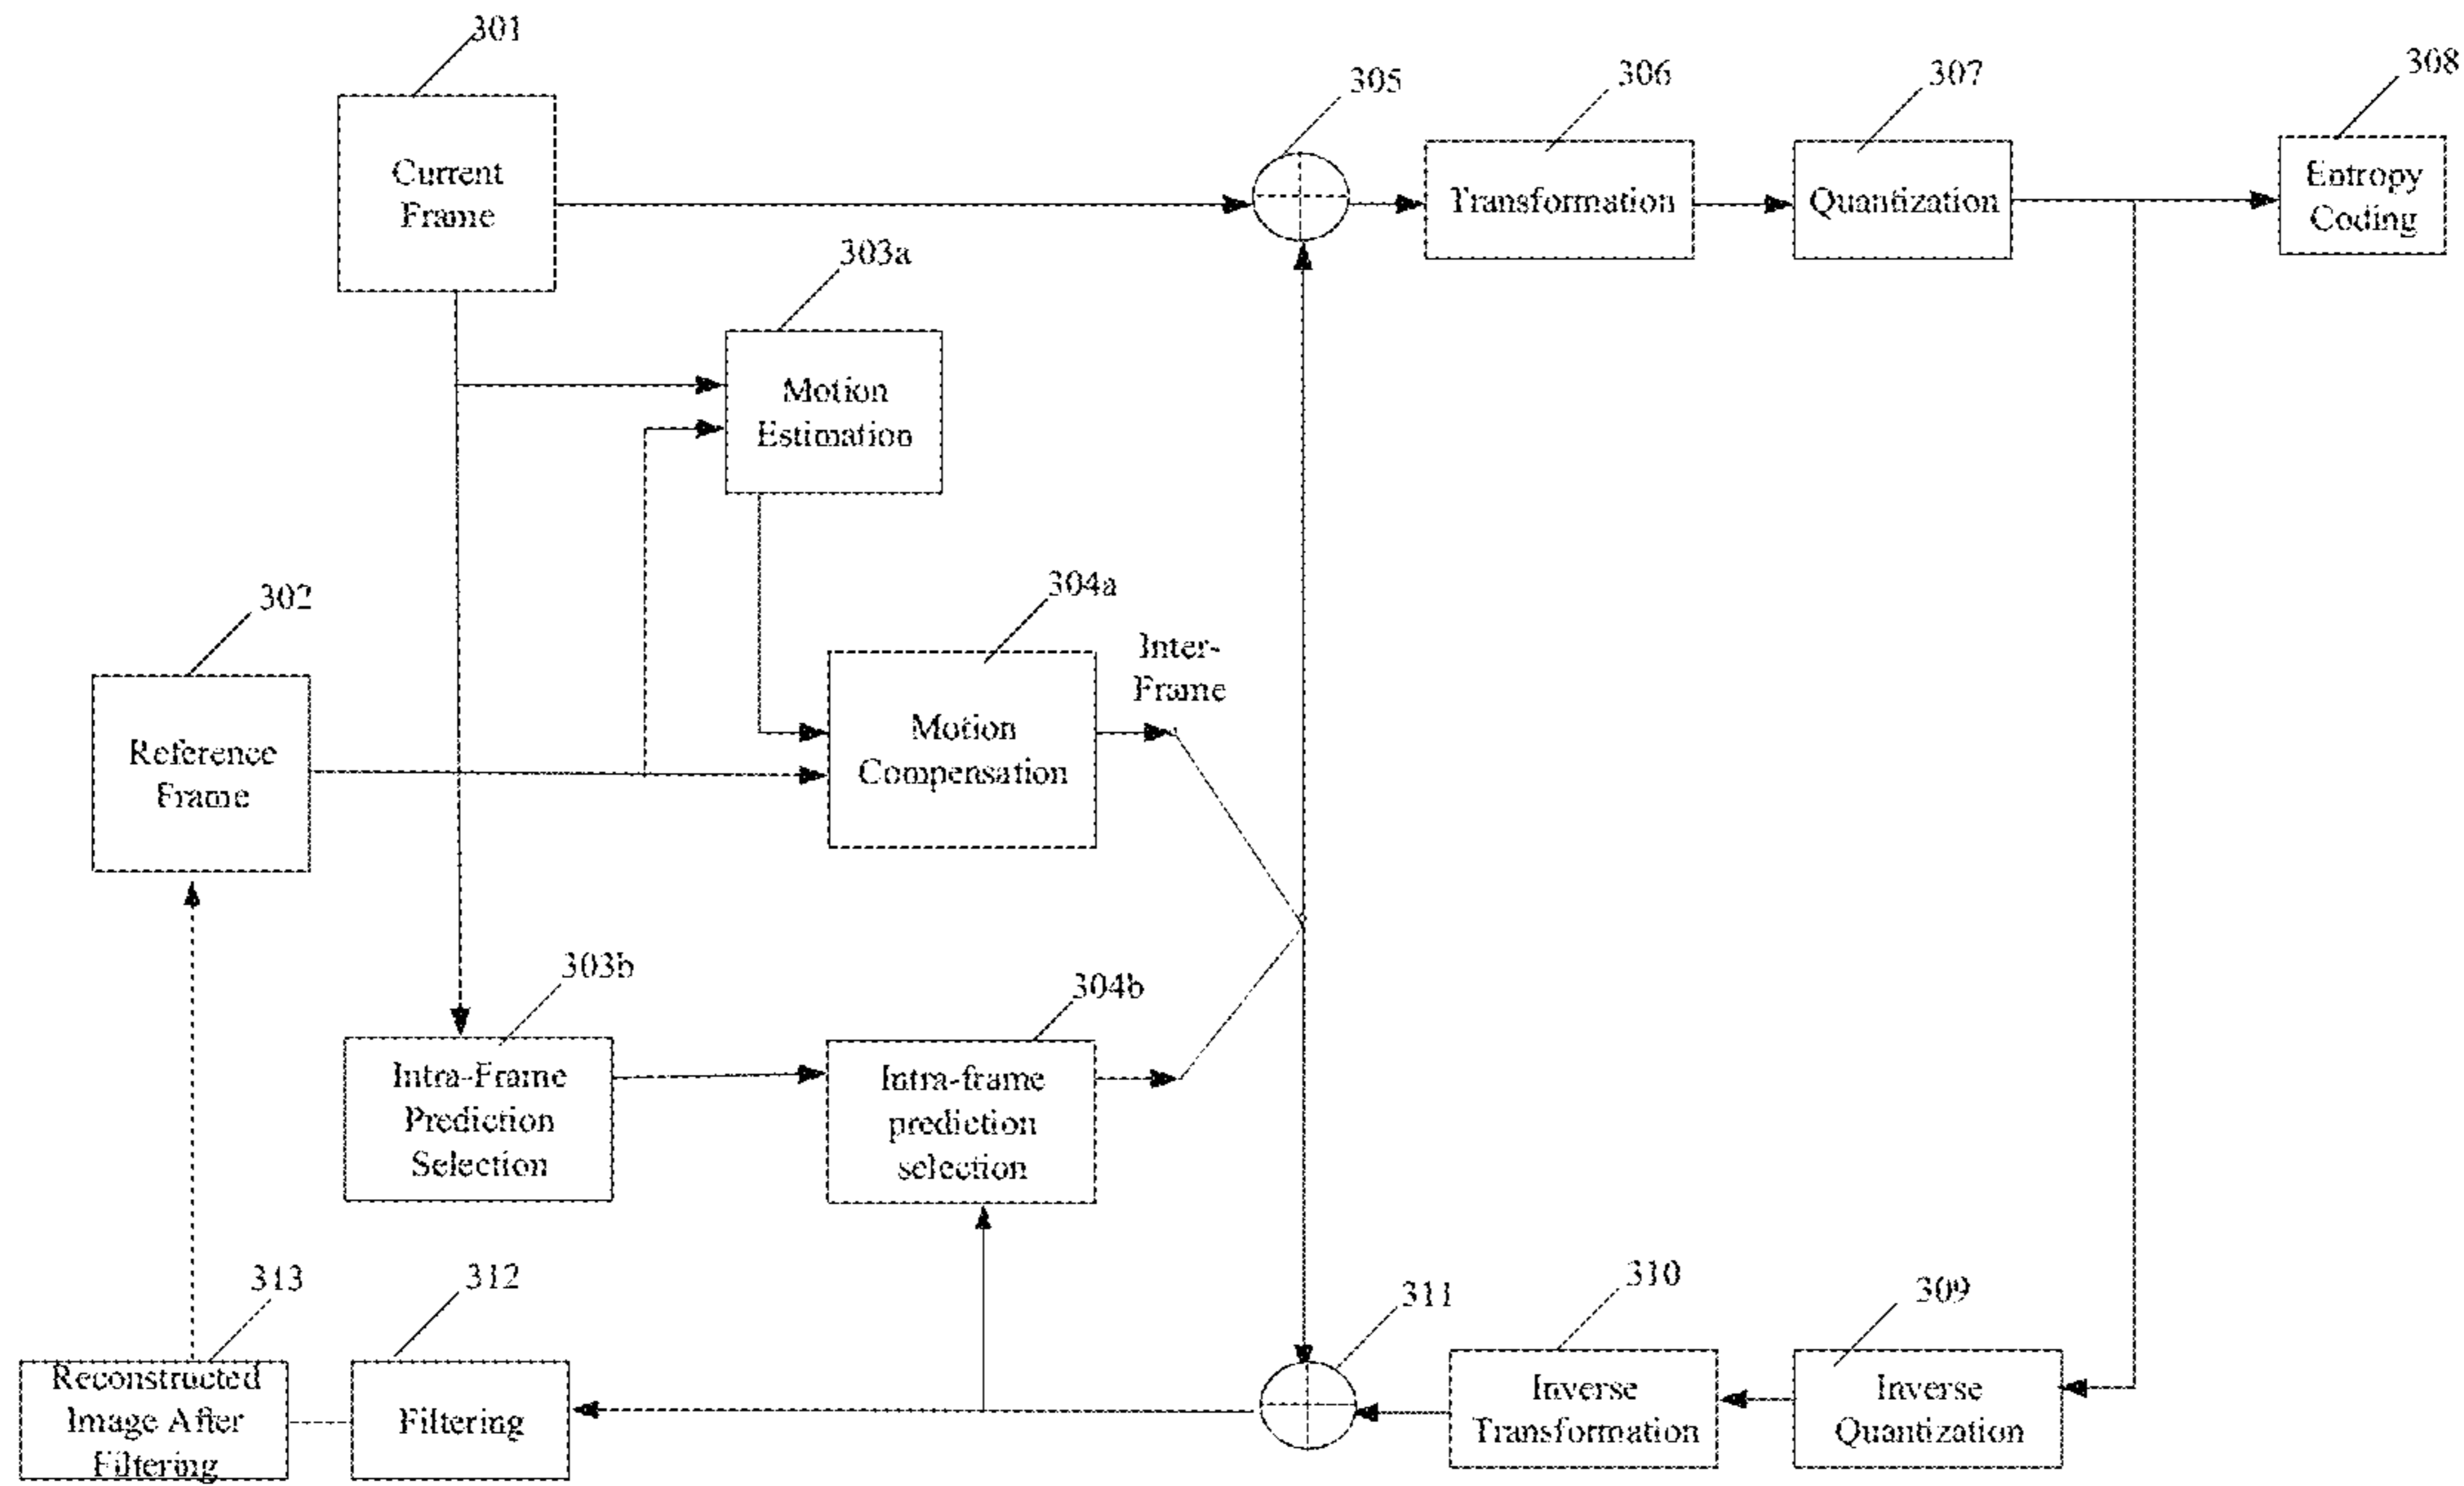 301
Current
Frame
305
306
307
308
Transformation
Quantization
Entropy
Coding
303a
Motion
Estimation
302
Reference
Frame
304a
Motion
Compensation
Inter-
Frame
303b
Intra-Frame
Prediction
Selection
304b
Intra-frame
prediction
selection
313
Reconstructed
Image After
Filtering
312
Filtering
311
310
Inverse
Transformation
309
Inverse
Quantization